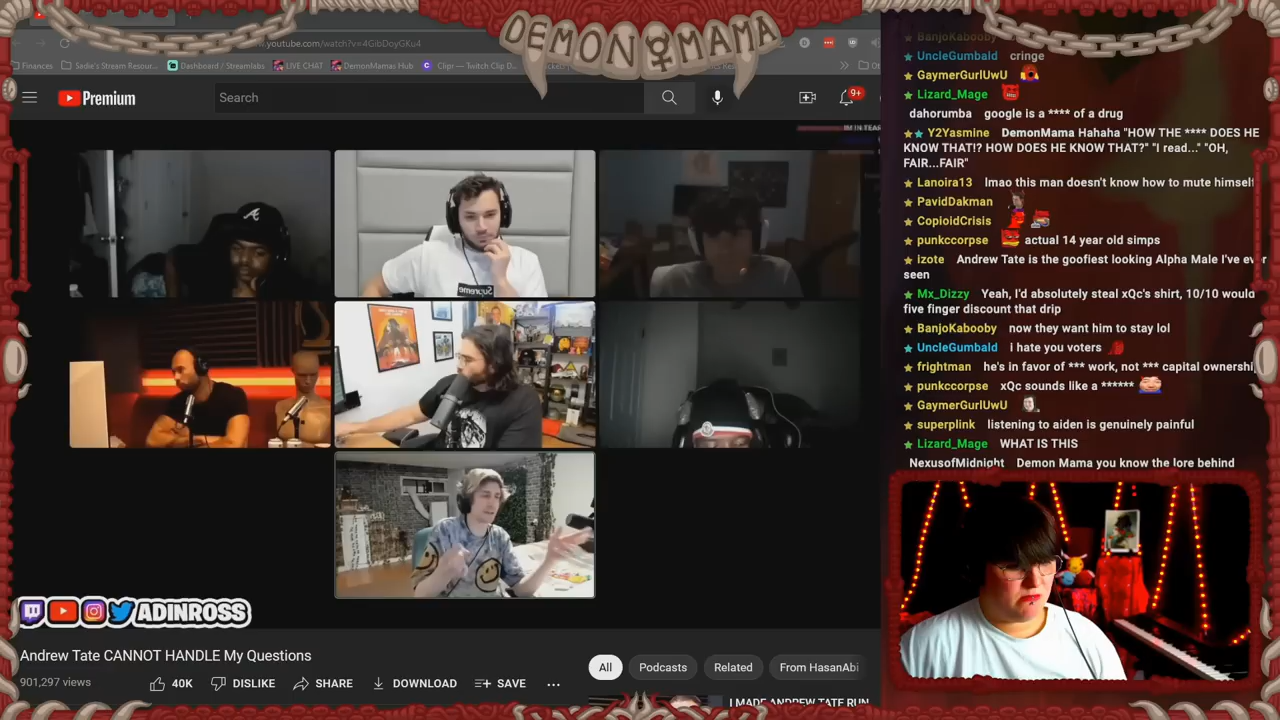 DEMON MAMA
youtube.com/watch?v=4GibDoyGKu4
Finances
Sadie's Stream Resour...
Dashboard / Streamlabs
LIVE CHAT
DemonMamas Hub
Clipr — Twitch Clip D...
Premium
Search
9+
IM IN TEAR
Supreme
ADINROSS
Andrew Tate CANNOT HANDLE My Questions
901,297 views
40K
DISLIKE
SHARE
DOWNLOAD
SAVE
...
All
Podcasts
Related
From HasanAbi
I MADE ANDREW TATE RUN
BanjoKabooby
UncleGumbald cringe
GaymerGurlUwU
Lizard_Mage
dahorumba google is a **** of a drug
Y2Yasmine DemonMama Hahaha "HOW THE **** DOES HE
KNOW THAT!? HOW DOES HE KNOW THAT?" "I read..." "OH,
FAIR...FAIR"
Lanoira13 lmao this man doesn't know how to mute himself
PavidDakman
CopioidCrisis
punkccorpse actual 14 year old simps
izote Andrew Tate is the goofiest looking Alpha Male I've ever
seen
Mx_Dizzy Yeah, I'd absolutely steal xQc's shirt, 10/10 would
five finger discount that drip
BanjoKabooby now they want him to stay lol
UncleGumbald i hate you voters
frightman he's in favor of *** work, not *** capital ownership
punkccorpse xQc sounds like a ******
GaymerGurlUwU
superplink listening to aiden is genuinely painful
Lizard_Mage WHAT IS THIS
NexusofMidnight Demon Mama you know the lore behind